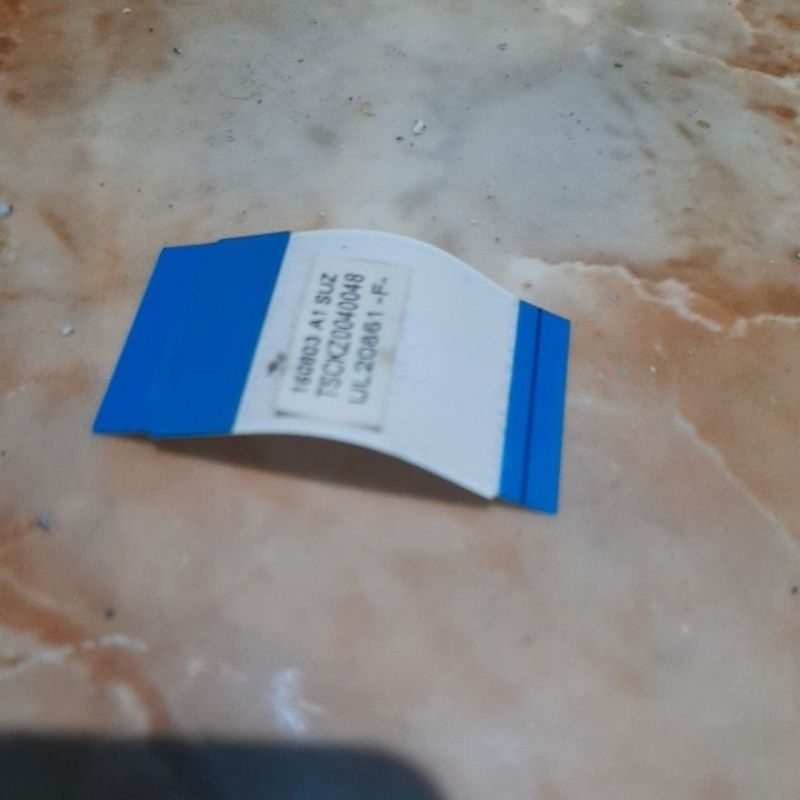 160803 A1 SUZ
TSCKZ0040048
UL20861 -F-